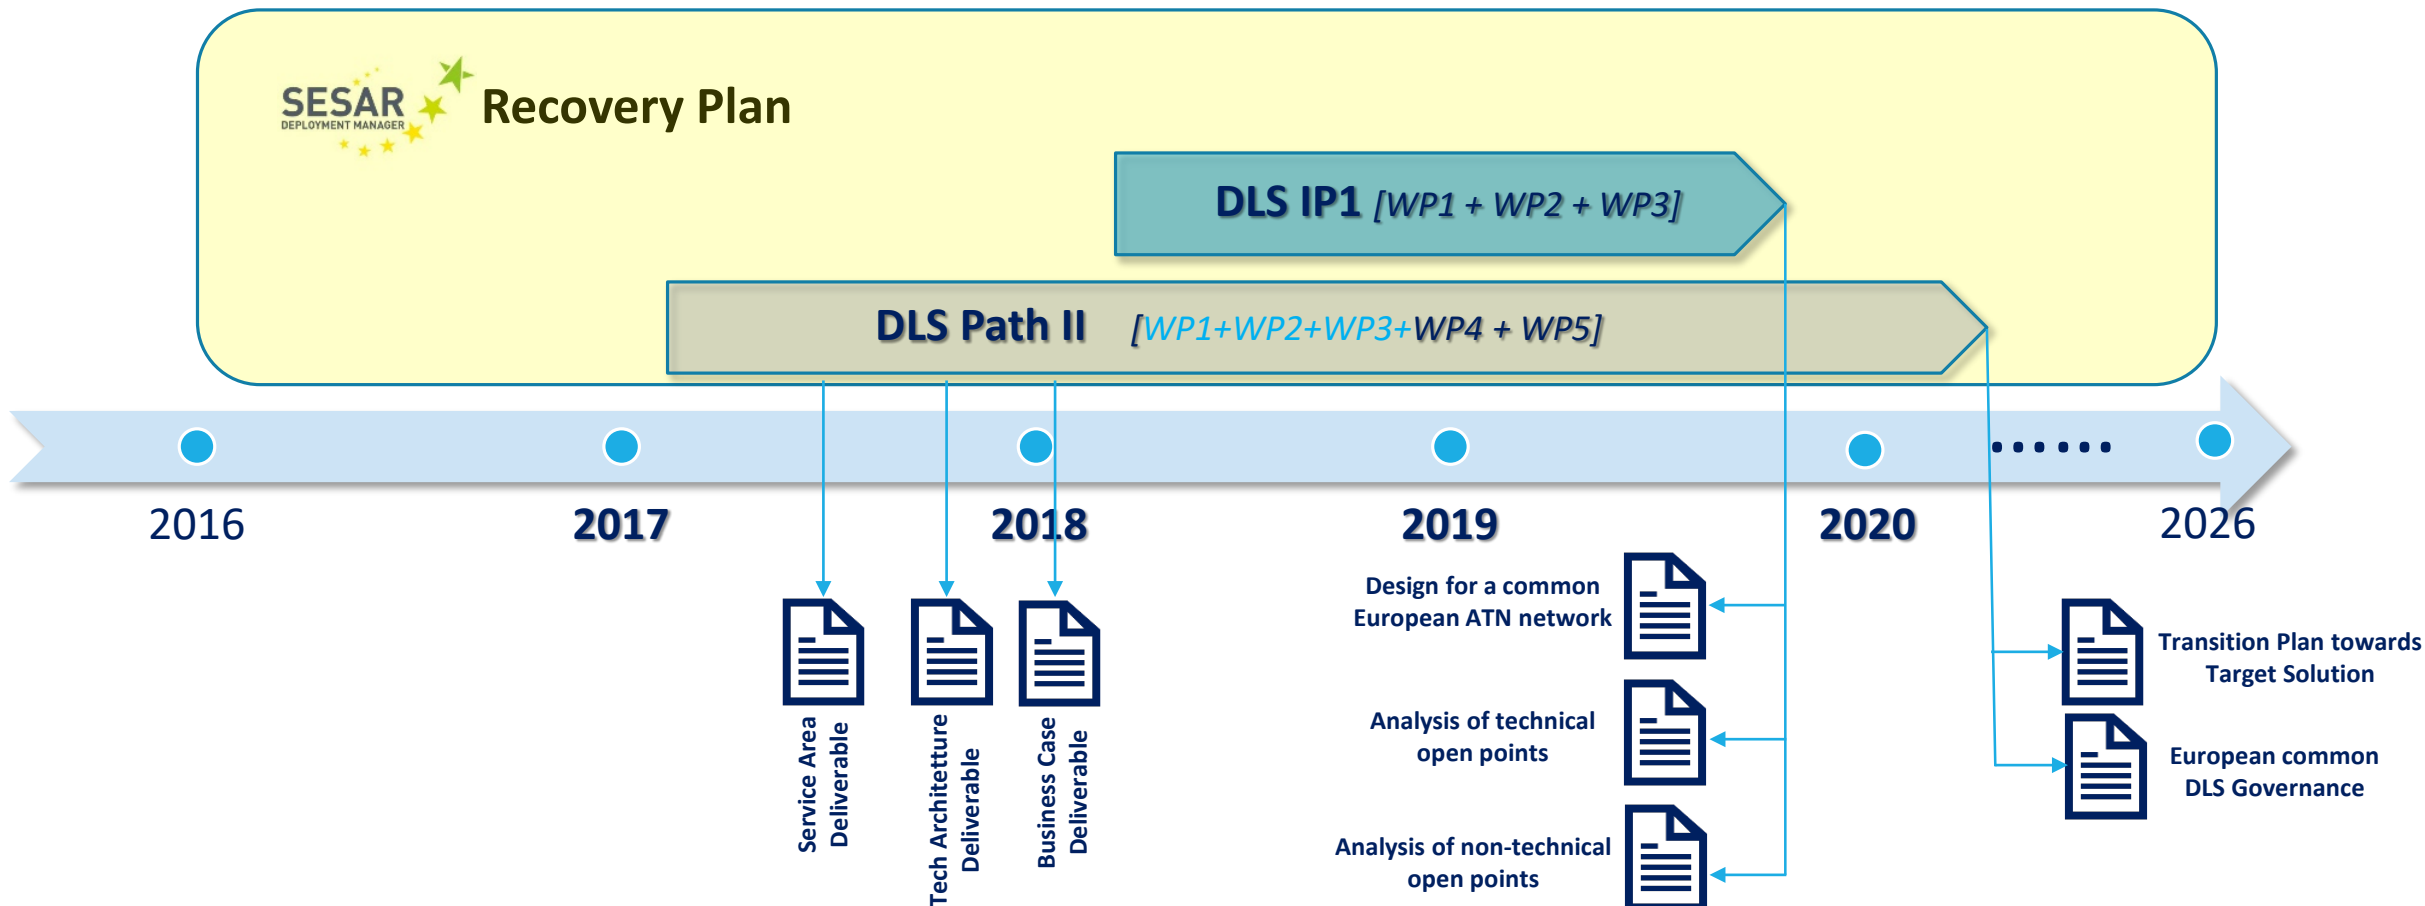 SESAR
DEPLOYMENT MANAGER
Recovery Plan
DLS IP1 [WP1 + WP2 + WP3]
DLS Path II [WP1+WP2+WP3+WP4 + WP5]
......
2016
2017
2018
2019
2020
2026
Service Area
Deliverable
Tech Architetture
Deliverable
Business Case
Deliverable
Design for a common
European ATN network
Analysis of technical
open points
Analysis of non-technical
open points
Transition Plan towards
Target Solution
European common
DLS Governance